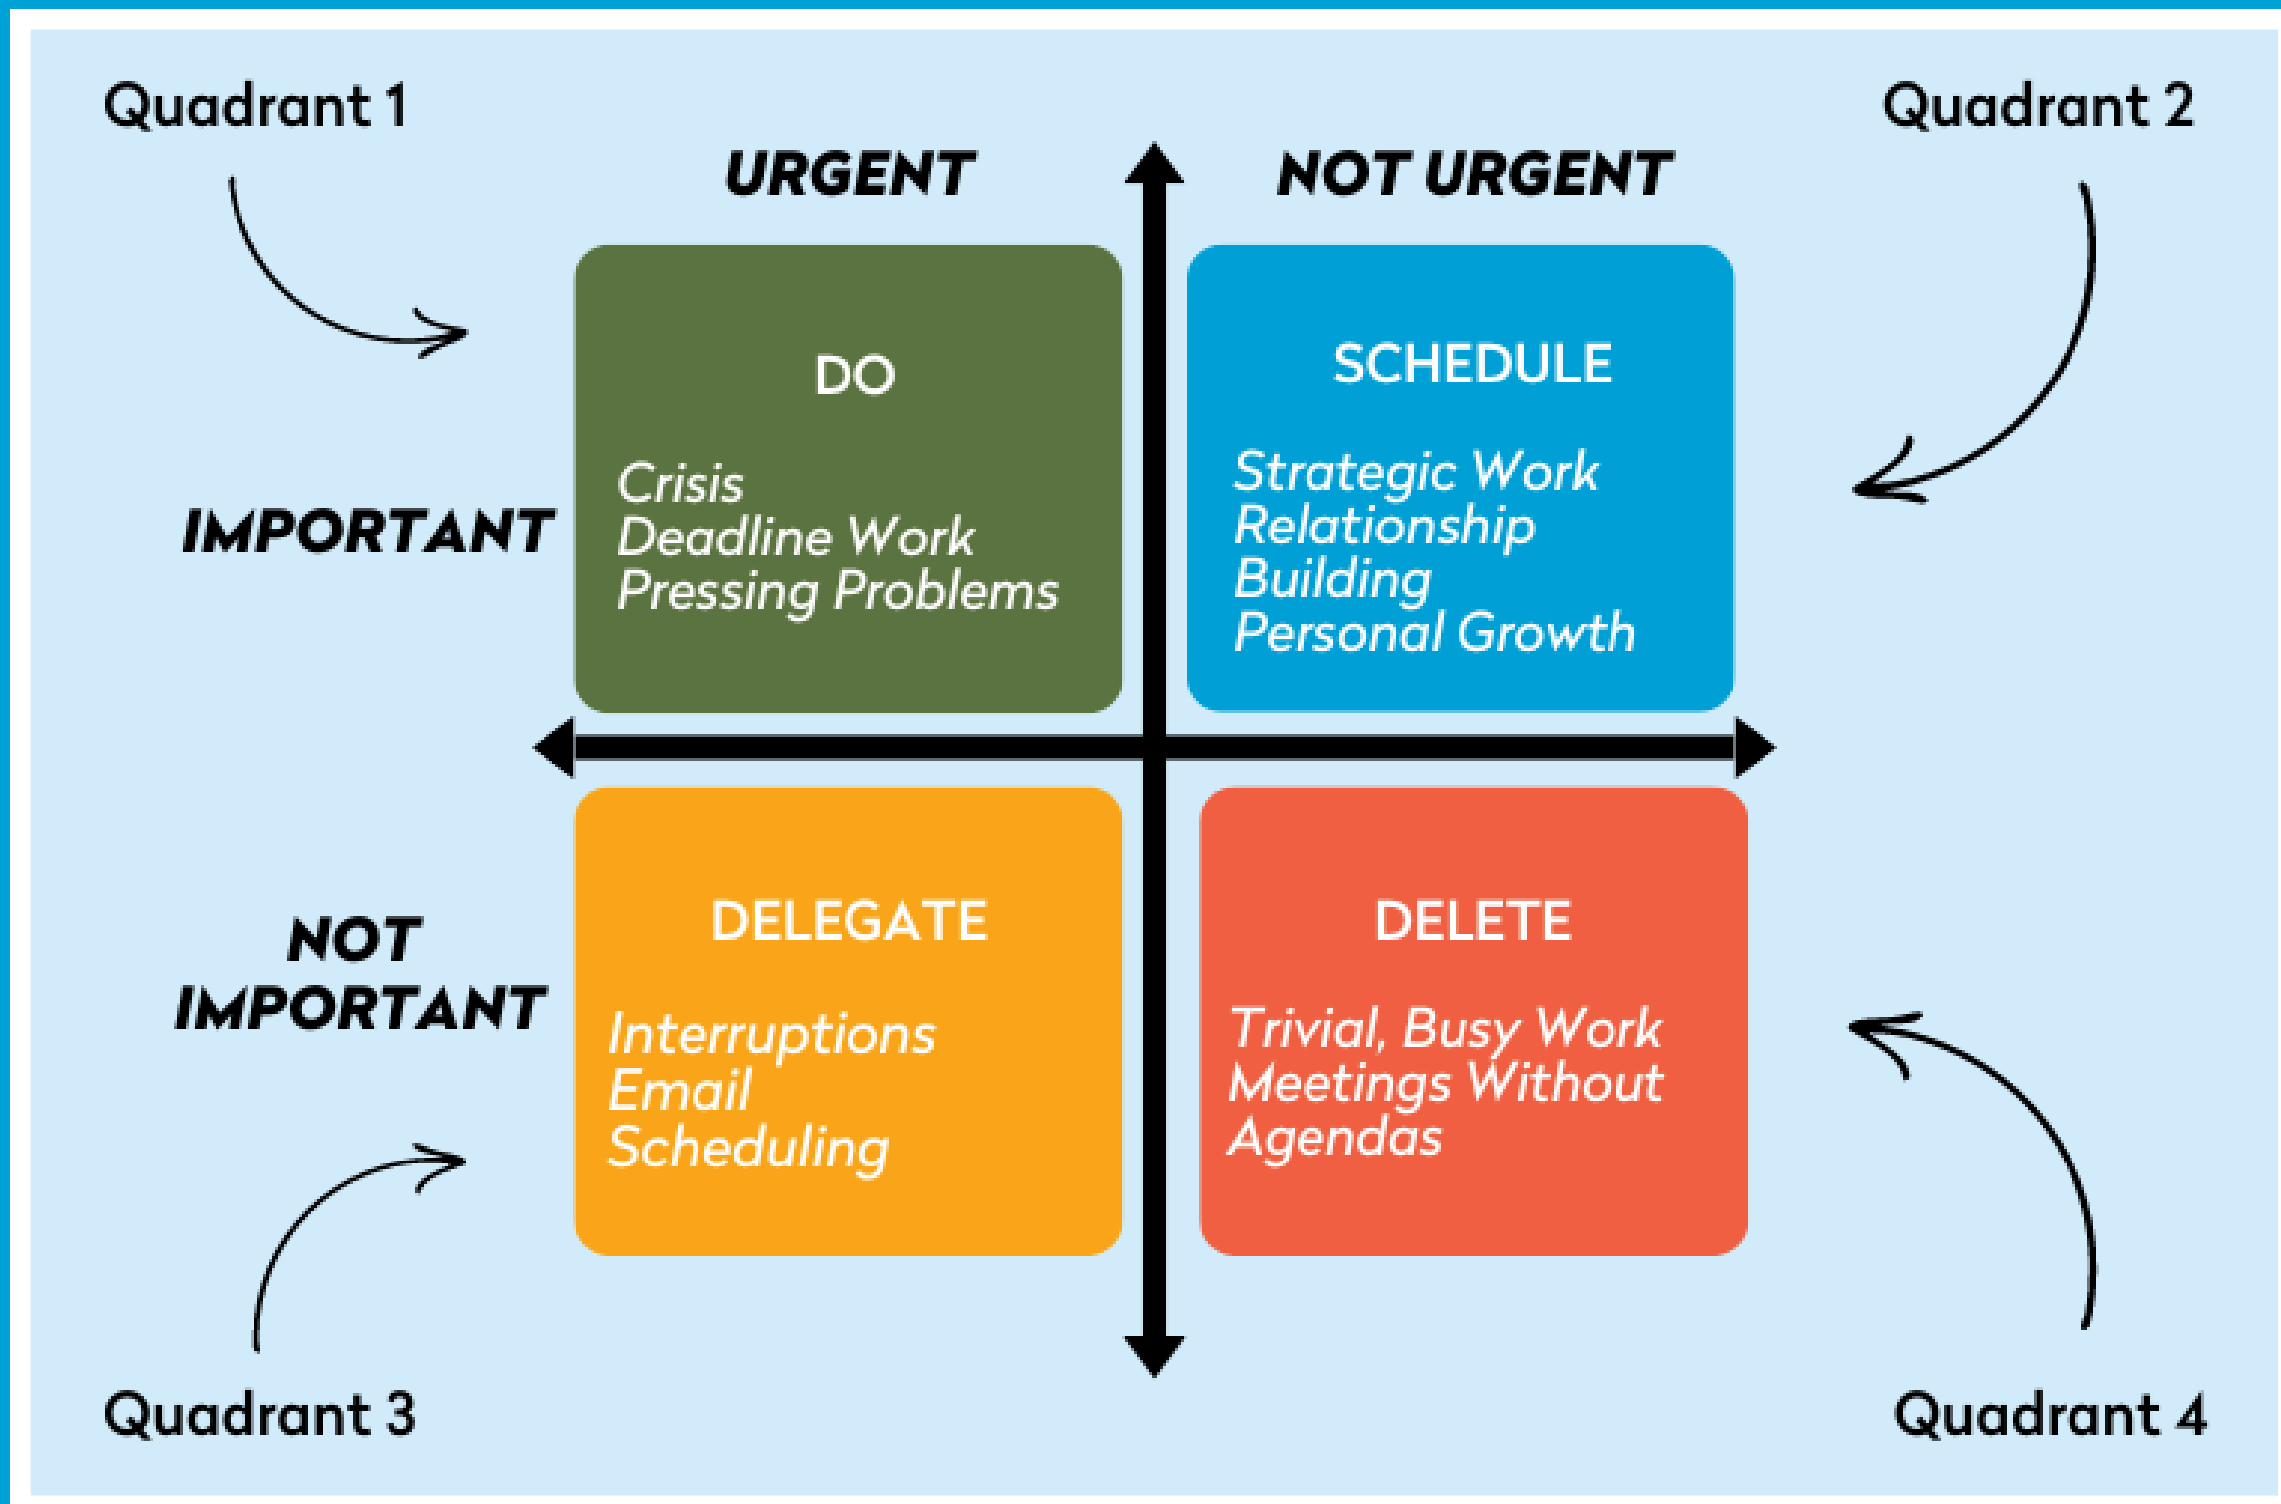 Quadrant 1
Quadrant 2
URGENT
NOT URGENT
IMPORTANT
DO
Crisis
Deadline Work
Pressing Problems
SCHEDULE
Strategic Work
Relationship
Building
Personal Growth
NOT
IMPORTANT
DELEGATE
Interruptions
Email
Scheduling
DELETE
Trivial, Busy Work
Meetings Without
Agendas
Quadrant 3
Quadrant 4